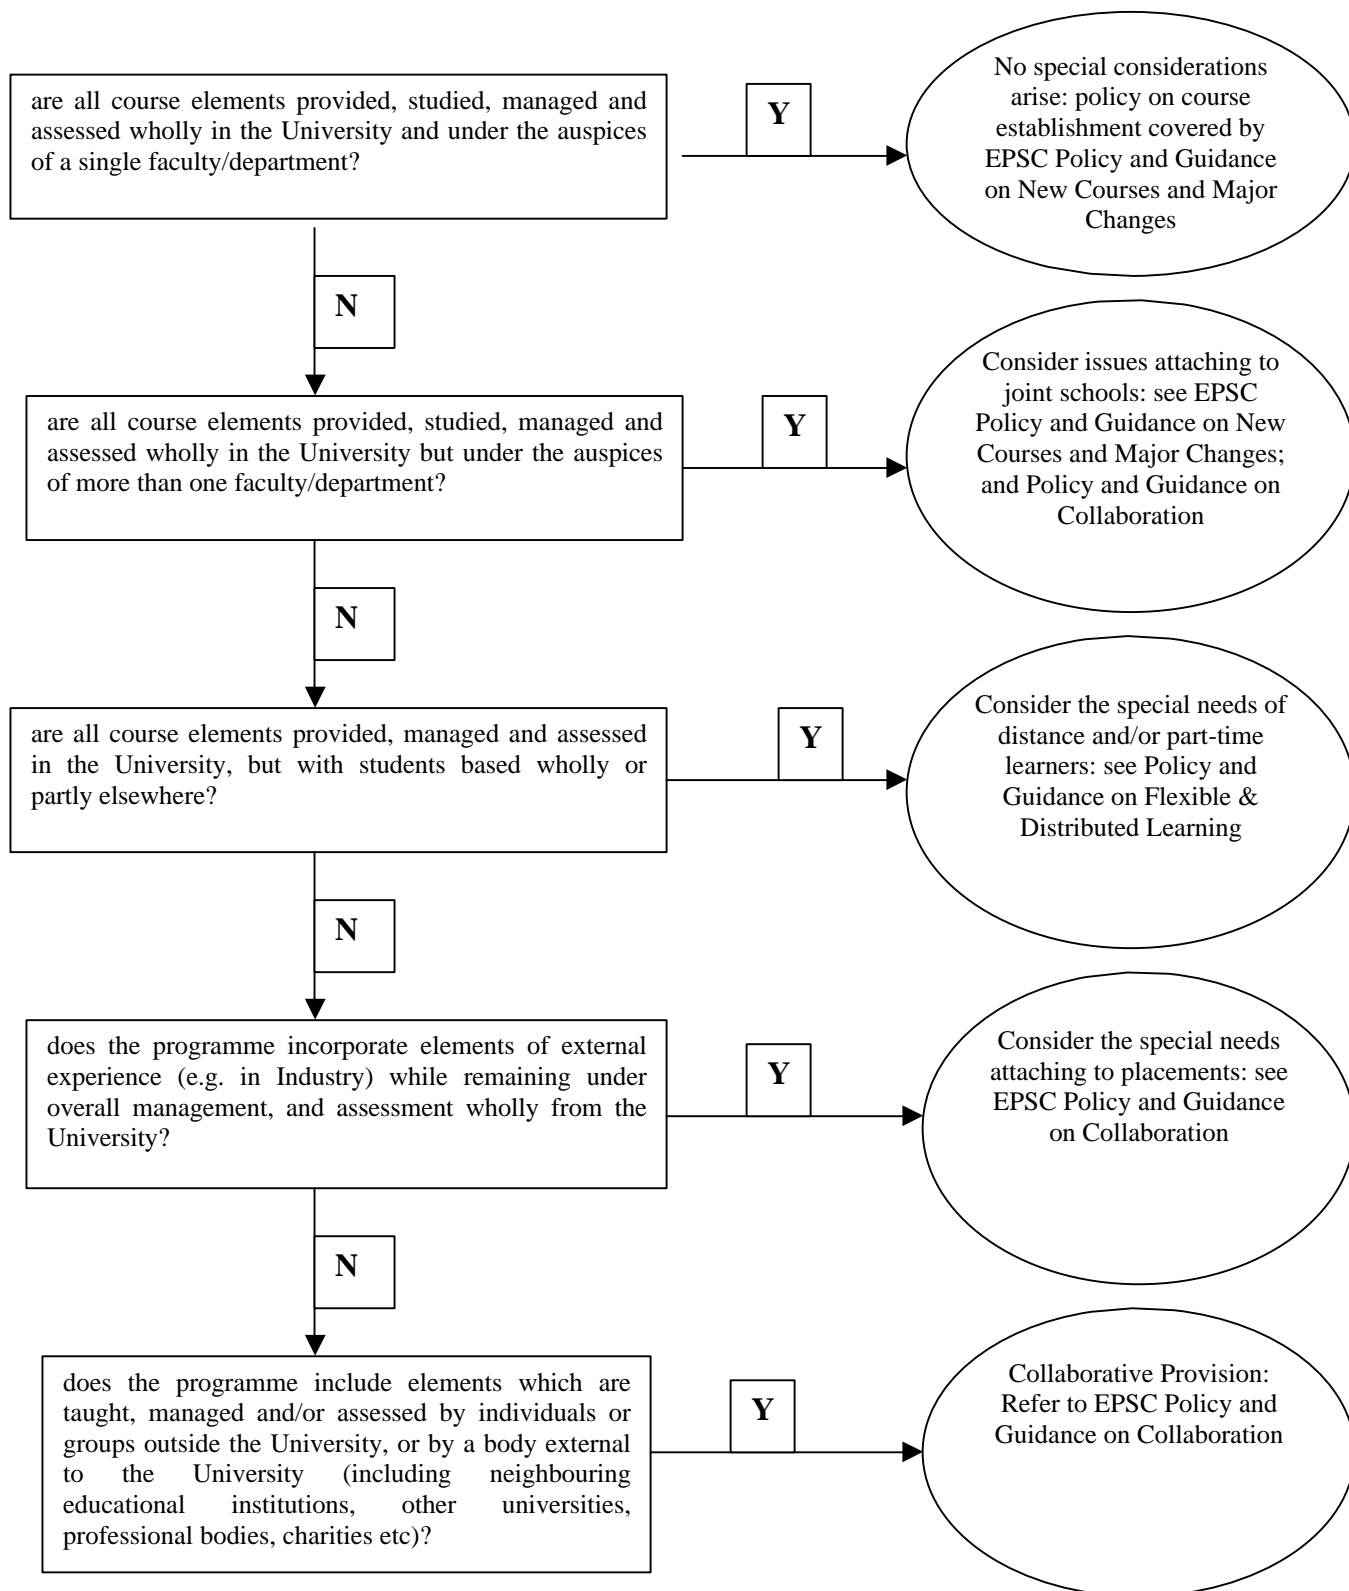 are all course elements provided, studied, managed and
assessed wholly in the University and under the auspices
of a single faculty/department?
Y
No special considerations
arise: policy on course
establishment covered by
EPSC Policy and Guidance
on New Courses and Major
Changes
N
are all course elements provided, studied, managed and
assessed wholly in the University but under the auspices
of more than one faculty/department?
Y
Consider issues attaching to
joint schools: see EPSC
Policy and Guidance on New
Courses and Major Changes;
and Policy and Guidance on
Collaboration
N
are all course elements provided, managed and assessed
in the University, but with students based wholly or
partly elsewhere?
Y
Consider the special needs of
distance and/or part-time
learners: see Policy and
Guidance on Flexible &
Distributed Learning
N
does the programme incorporate elements of external
experience (e.g. in Industry) while remaining under
overall management, and assessment wholly from the
University?
Y
Consider the special needs
attaching to placements: see
EPSC Policy and Guidance
on Collaboration
N
does the programme include elements which are
taught, managed and/or assessed by individuals or
groups outside the University, or by a body external
to the University (including neighbouring
educational institutions, other universities,
professional bodies, charities etc)?
Y
Collaborative Provision:
Refer to EPSC Policy and
Guidance on Collaboration